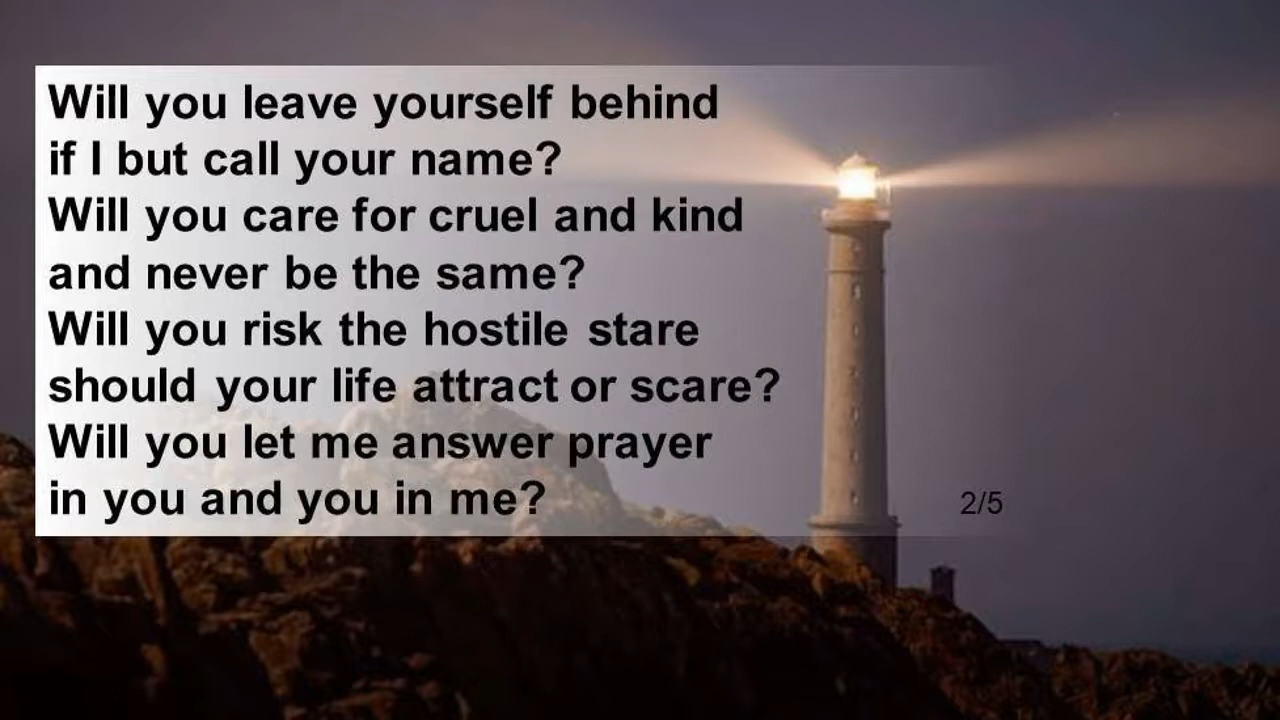 Will you leave yourself behind
if I but call your name?
Will you care for cruel and kind
and never be the same?
Will you risk the hostile stare
should your life attract or scare?
Will you let me answer prayer
in you and you in me?
2/5